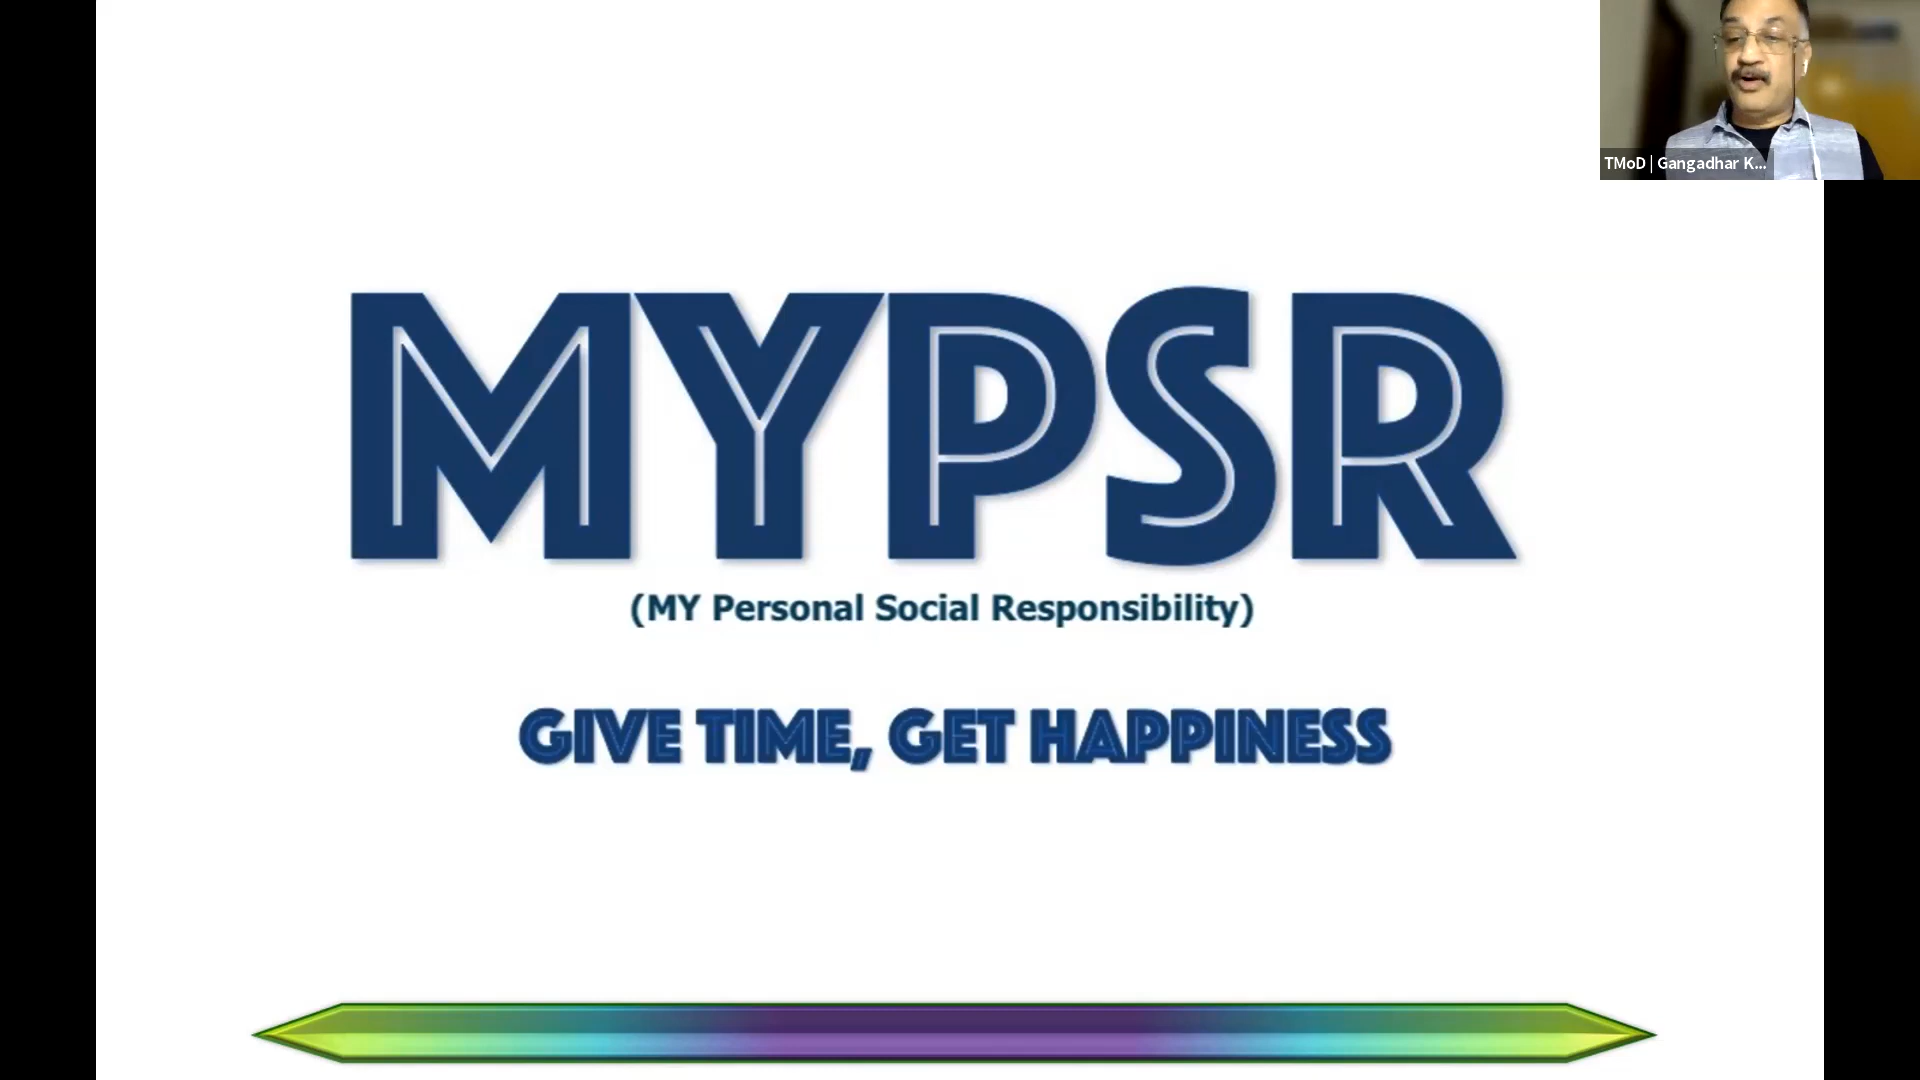 TMoD | Gangadhar K...
MYPSR
(MY Personal Social Responsibility)
GIVE TIME, GET HAPPINESS